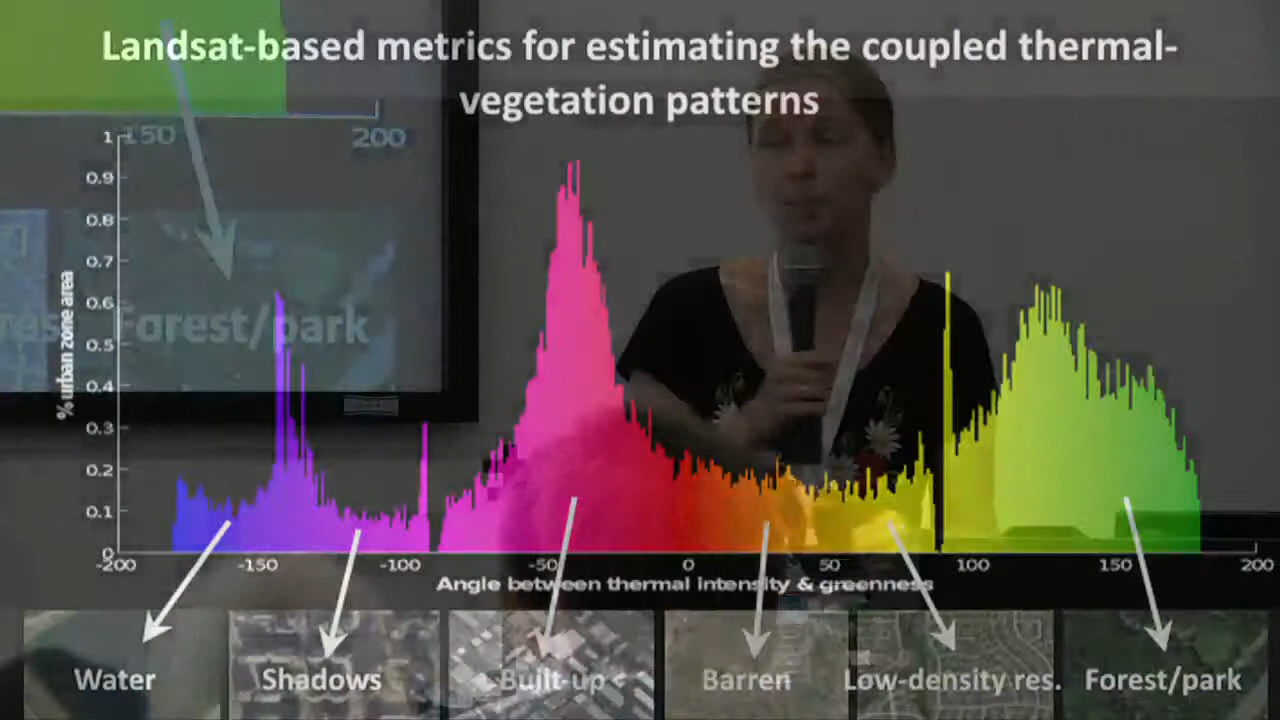 Landsat-based metrics for estimating the coupled thermal-
vegetation patterns
150
200
Forest/park
% urban zone area
1
0.9
0.8
0.7
0.6
0.5
0.4
0.3
0.2
0.1
0
-200 -150 -100 -50 0 50 100 150 200
Angle between thermal intensity & greenness
Water Shadows Built-up Barren Low-density res. Forest/park